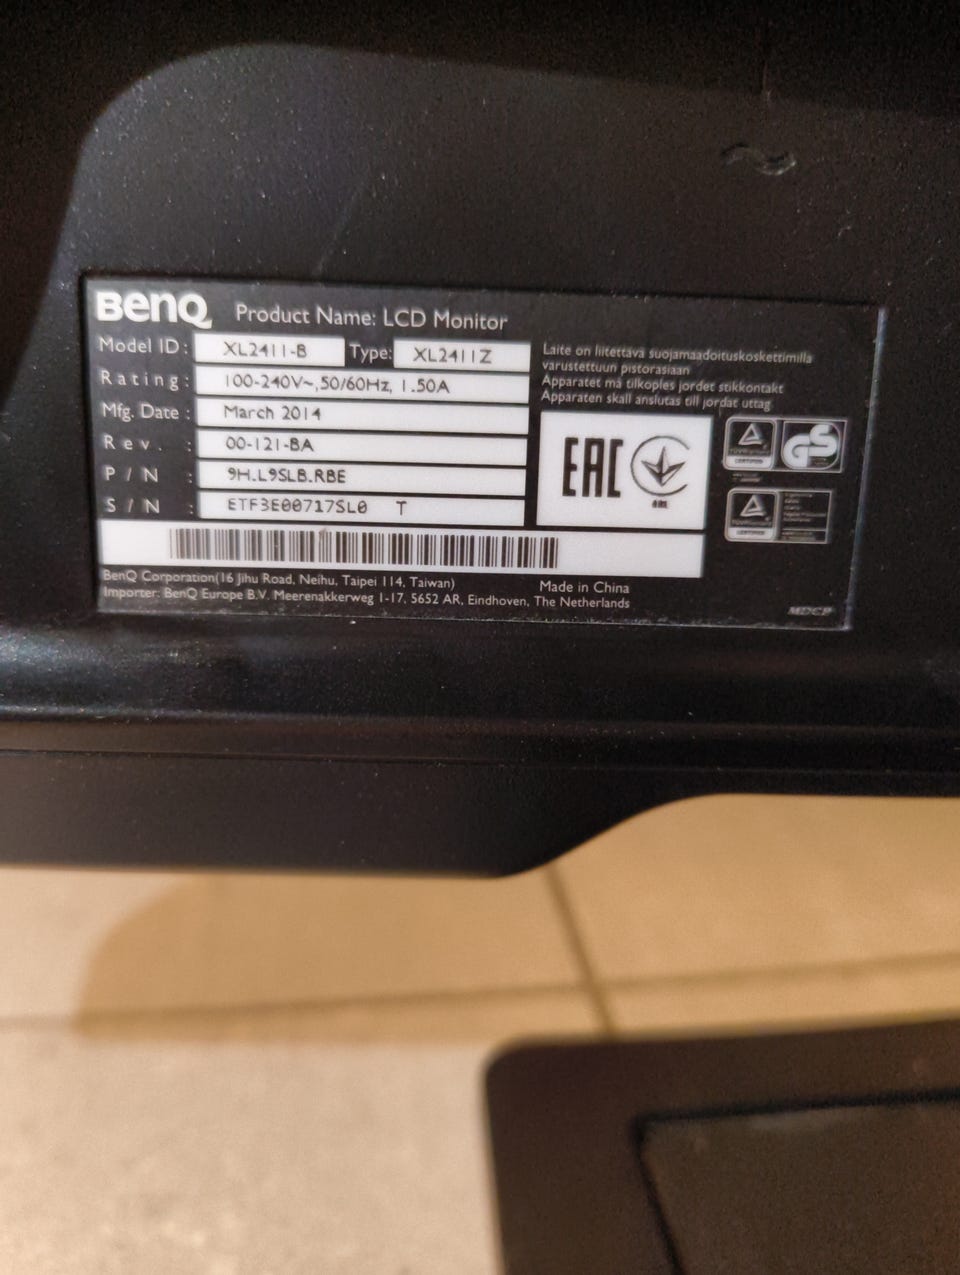 BenQ Product Name: LCD Monitor
Model ID: XL2411-B Type: XL2411Z
Rating: 100-240V~,50/60Hz, 1.50A
Mfg. Date: March 2014
Rev. : 00-121-BA
P/N : 9H.L9SLB.RBE
S/N : ETF3E00717SL0 T
Laite on liitettävä suojamaadoituskoskettimilla
varustettuun pistorasiaan
Apparatet må tilkoples jordet stikkontakt
Apparaten skall anslutas till jordat uttag
EAC
BenQ Corporation(16 Jihu Road, Neihu, Taipei 114, Taiwan)
Made in China
Importer: BenQ Europe B.V. Meerenakkerweg 1-17, 5652 AR, Eindhoven, The Netherlands